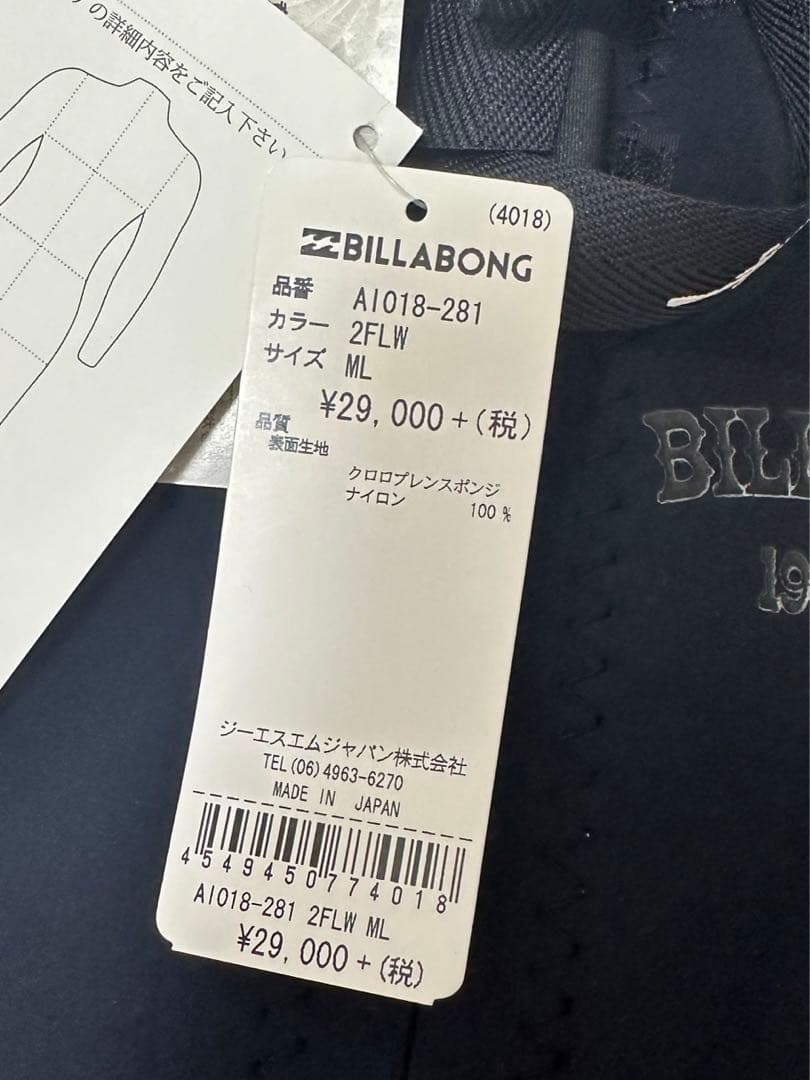 の詳細内容をご記入下さい
(4018)
BILLABONG
品番 AI018-281
カラー 2FLW
サイズ ML
¥29,000+(税)
品質
表面生地
クロロプレンスポンジ
ナイロン 100%
ジーエスエムジャパン株式会社
TEL(06)4963-6270
MADE IN JAPAN
4549450774018
AI018-281 2FLW ML
¥29,000+(税)
BIL
19